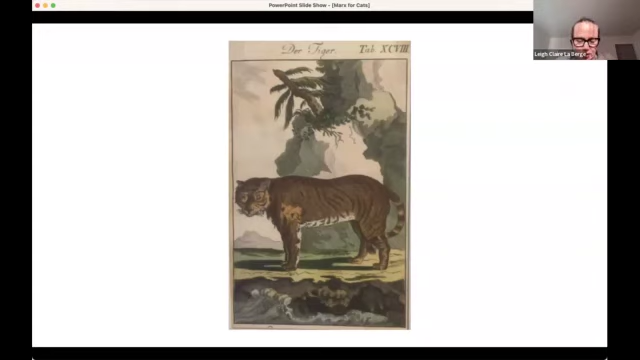 PowerPoint Slide Show - [Marx for Cats]
Leigh Claire La Berge
Der Tiger. Tab. XCVIII